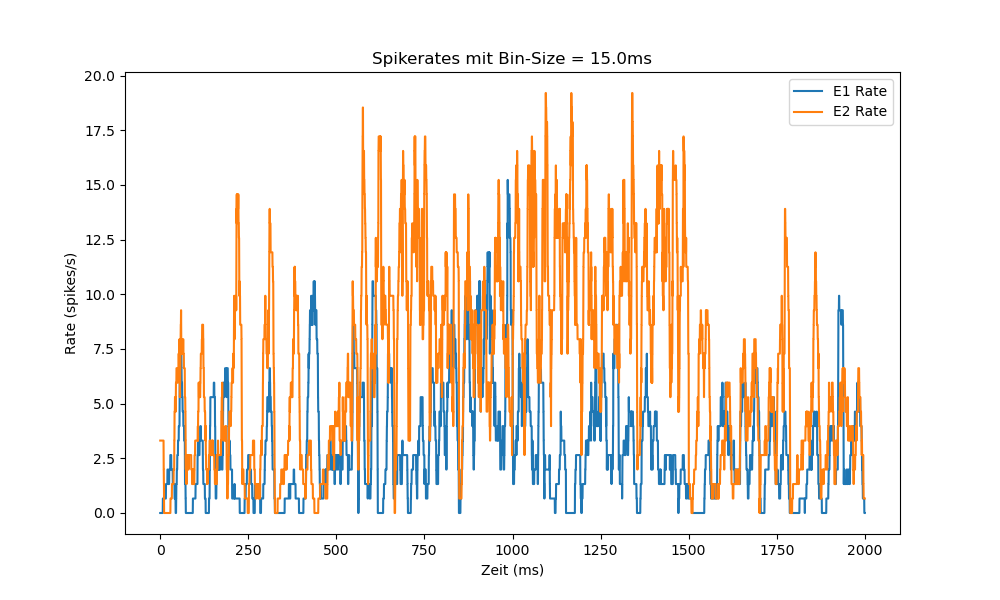 Spikerates mit Bin-Size = 15.0ms
E1 Rate
E2 Rate
Rate (spikes/s)
20.0
17.5
15.0
12.5
10.0
7.5
5.0
2.5
0.0
0 250 500 750 1000 1250 1500 1750 2000
Zeit (ms)